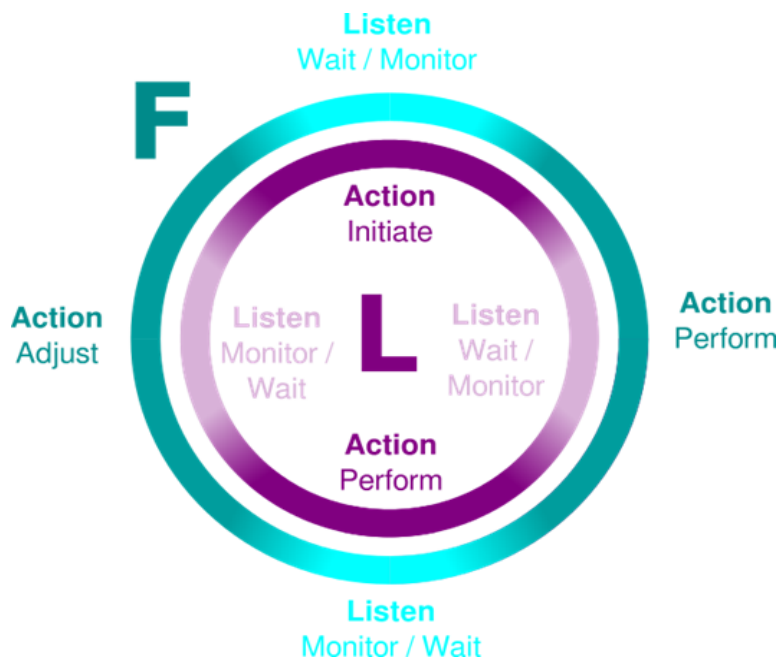 Listen
Wait / Monitor
F
Action
Initiate
Action
Adjust
Listen
Monitor /
Wait
L
Listen
Wait /
Monitor
Action
Perform
Action
Perform
Listen
Monitor / Wait